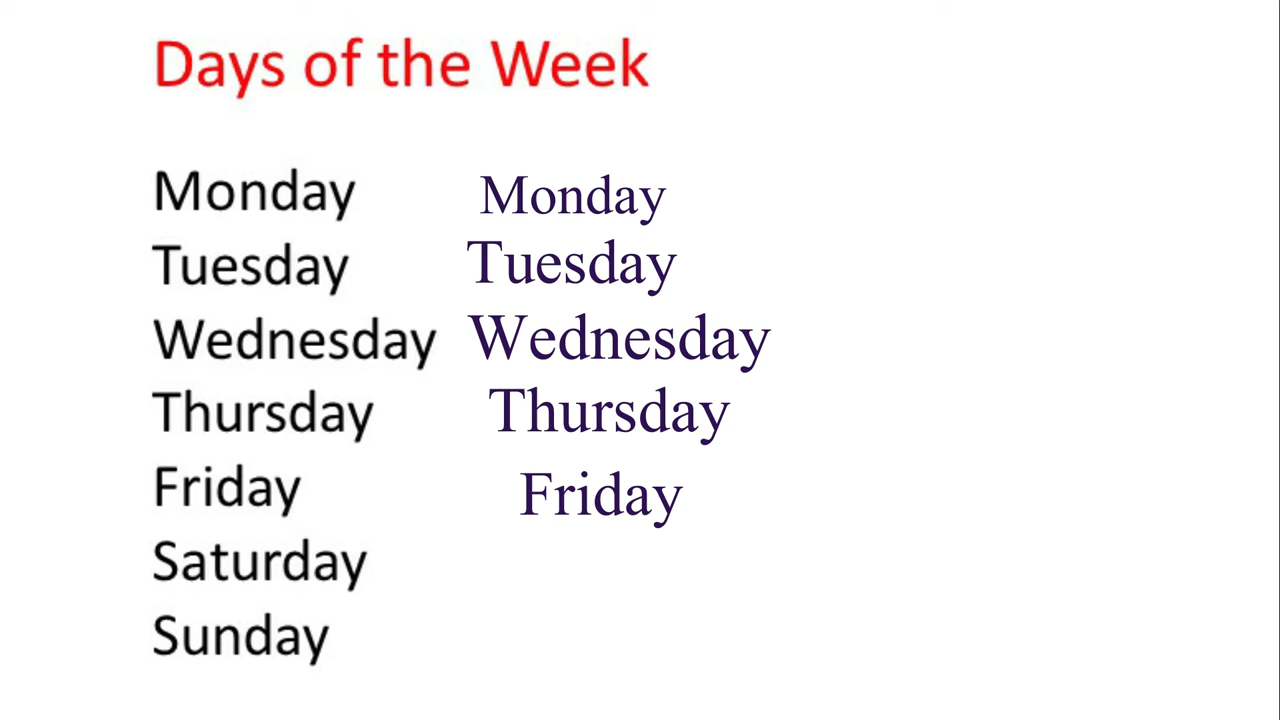 Days of the Week
Monday Monday
Tuesday Tuesday
Wednesday Wednesday
Thursday Thursday
Friday Friday
Saturday
Sunday